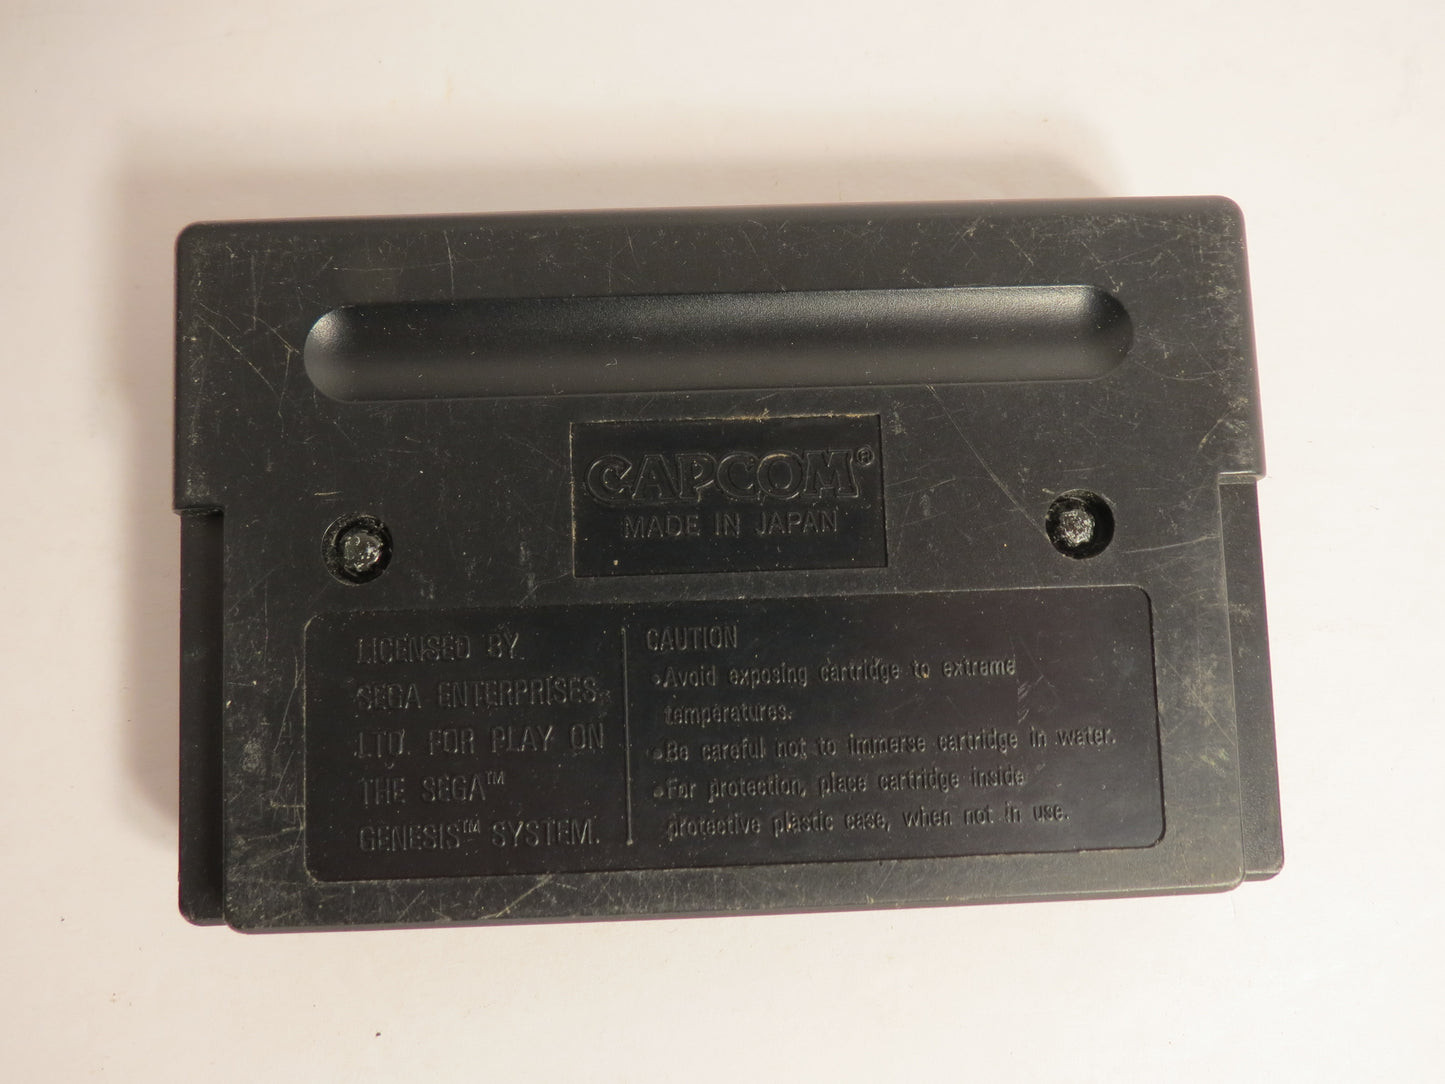 CAPCOM®
MADE IN JAPAN
LICENSED BY
SEGA ENTERPRISES,
LTD. FOR PLAY ON
THE SEGA™
GENESIS™ SYSTEM.
CAUTION
•Avoid exposing cartridge to extreme
temperatures.
•Be careful not to immerse cartridge in water.
•For protection, place cartridge inside
protective plastic case, when not in use.